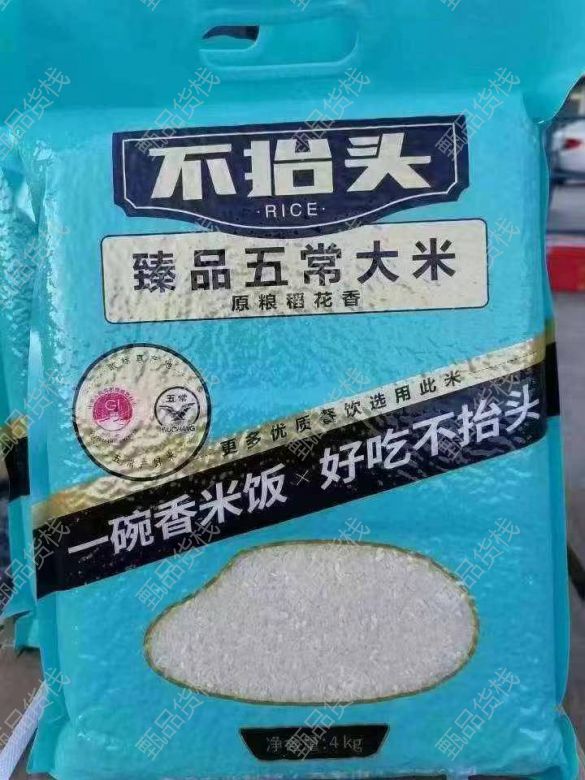 不抬头
·RICE·
臻品五常大米
原粮稻花香
GI
五常
WUCHANG
更多优质餐饮选用此米
一碗香米饭×好吃不抬头
净含量:4kg
甄品货栈